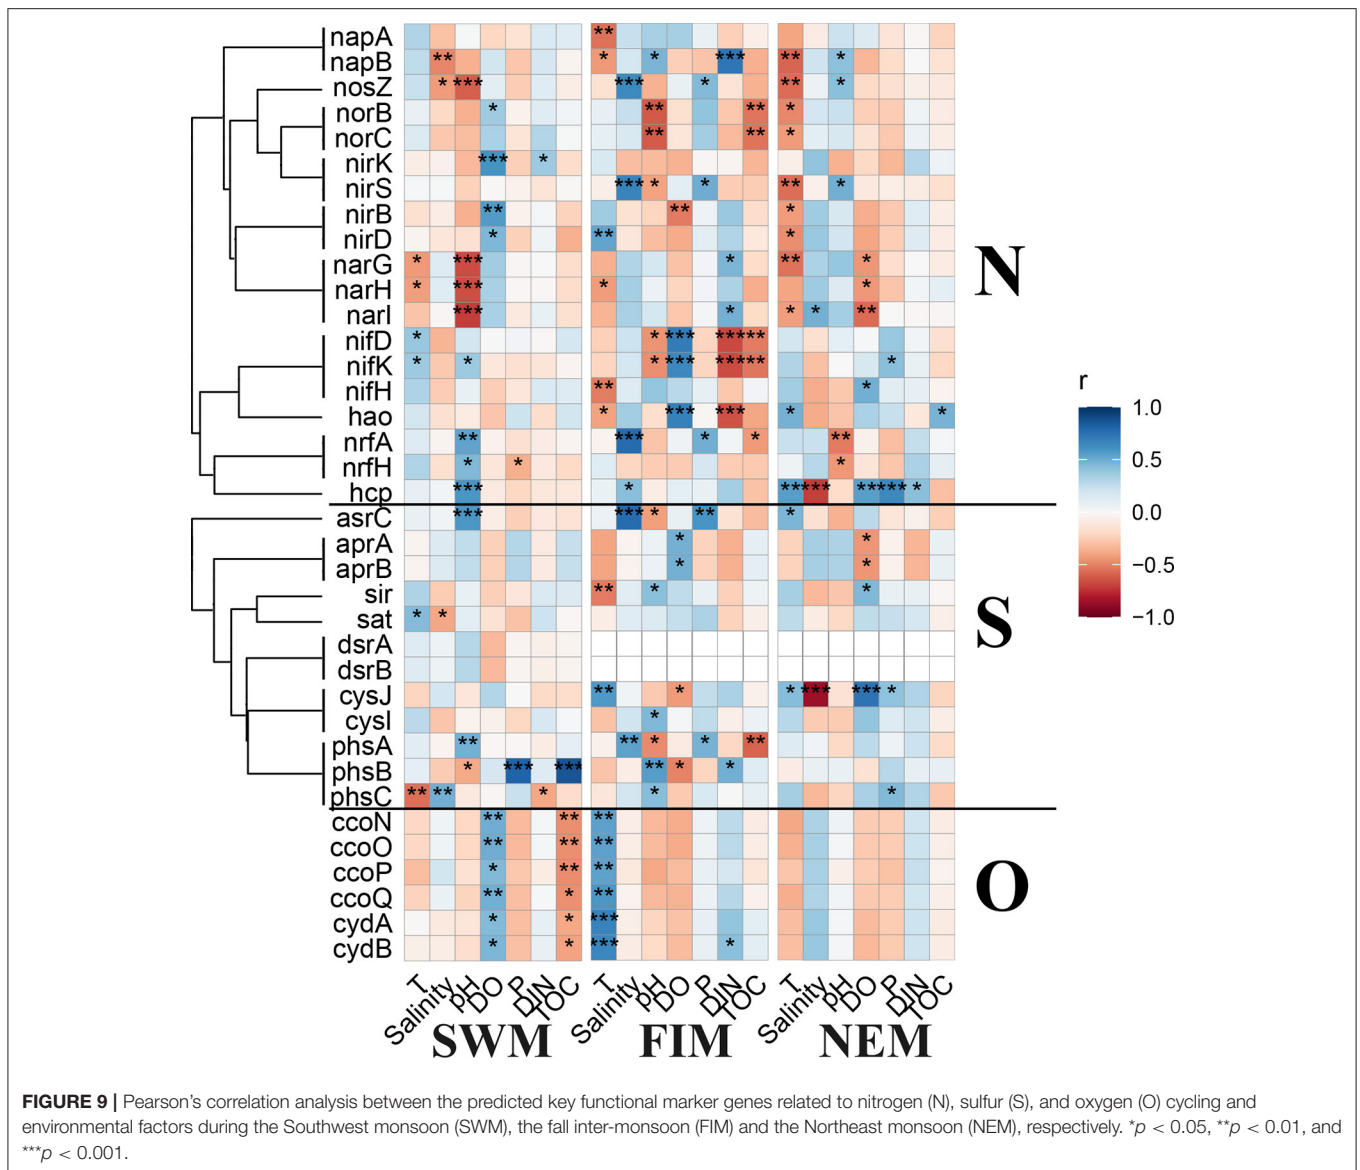 napA **
napB ** * * *** ** *
nosZ * *** *** * ** *
norB * ** ** *
norC ** ** *
nirK *** *
nirS *** * * ** *
nirB ** ** *
nirD * ** *
narG * *** * ** *
narH * *** * *
narI *** * * * **
nifD * * *** *** **
nifK * * * *** *** ** *
nifH ** *
hao * *** *** * *
nrfA ** *** * * **
nrfH * * *
hcp *** * ** *** ** *** *
asrC *** *** * ** *
aprA * *
aprB * *
sir ** * *
sat * *
dsrA
dsrB
cysJ ** * * *** *** *
cysI *
phsA ** ** * * **
phsB * *** *** ** * *
phsC ** ** * * *
ccoN ** ** **
ccoO ** ** **
ccoP * ** **
ccoQ ** * **
cydA * * ***
cydB * * *** *
N
S
O
r
1.0
0.5
0.0
−0.5
−1.0
T Salinity pH DO P DIN TOC T Salinity pH DO P DIN TOC T Salinity pH DO P DIN TOC
SWM FIM NEM
FIGURE 9 | Pearson's correlation analysis between the predicted key functional marker genes related to nitrogen (N), sulfur (S), and oxygen (O) cycling and
environmental factors during the Southwest monsoon (SWM), the fall inter-monsoon (FIM) and the Northeast monsoon (NEM), respectively. *p < 0.05, **p < 0.01, and
***p < 0.001.